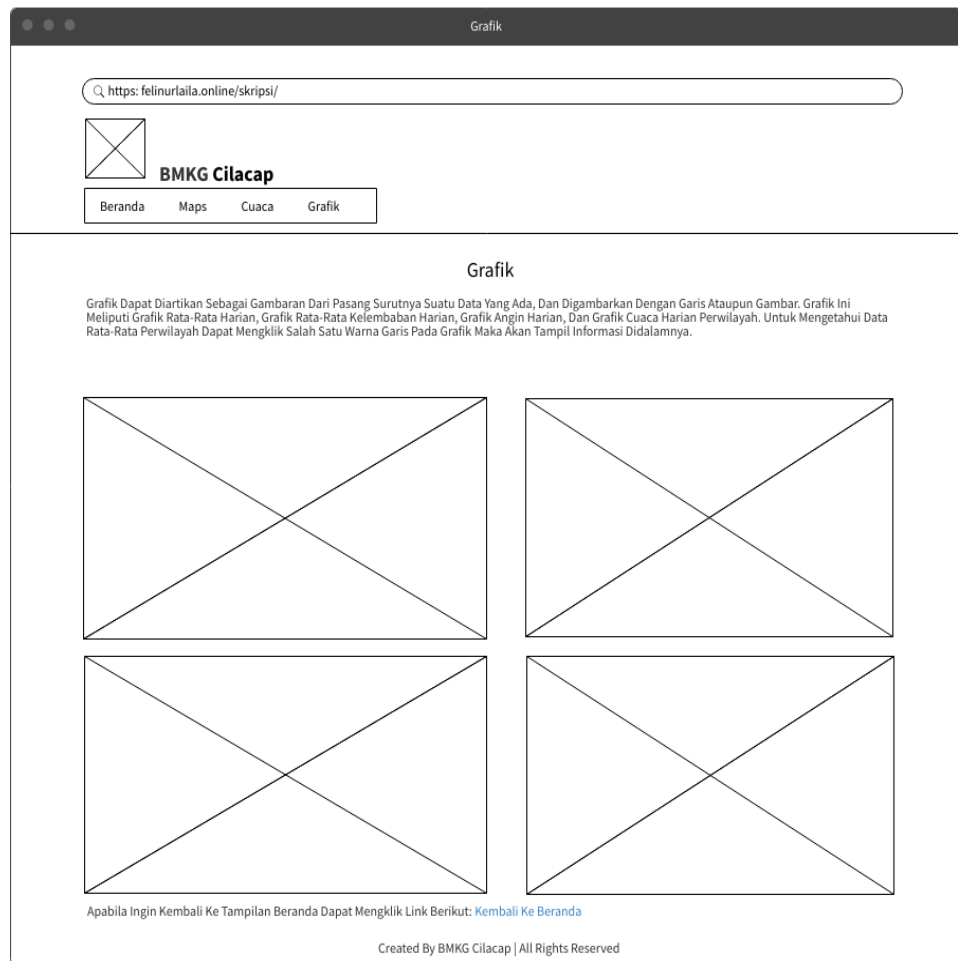 Grafik
https: felinurlaila.online/skripsi/
BMKG Cilacap
Beranda Maps Cuaca Grafik
Grafik
Grafik Dapat Diartikan Sebagai Gambaran Dari Pasang Surutnya Suatu Data Yang Ada, Dan Digambarkan Dengan Garis Ataupun Gambar. Grafik Ini
Meliputi Grafik Rata-Rata Harian, Grafik Rata-Rata Kelembaban Harian, Grafik Angin Harian, Dan Grafik Cuaca Harian Perwilayah. Untuk Mengetahui Data
Rata-Rata Perwilayah Dapat Mengklik Salah Satu Warna Garis Pada Grafik Maka Akan Tampil Informasi Didalamnya.
Apabila Ingin Kembali Ke Tampilan Beranda Dapat Mengklik Link Berikut: Kembali Ke Beranda
Created By BMKG Cilacap | All Rights Reserved